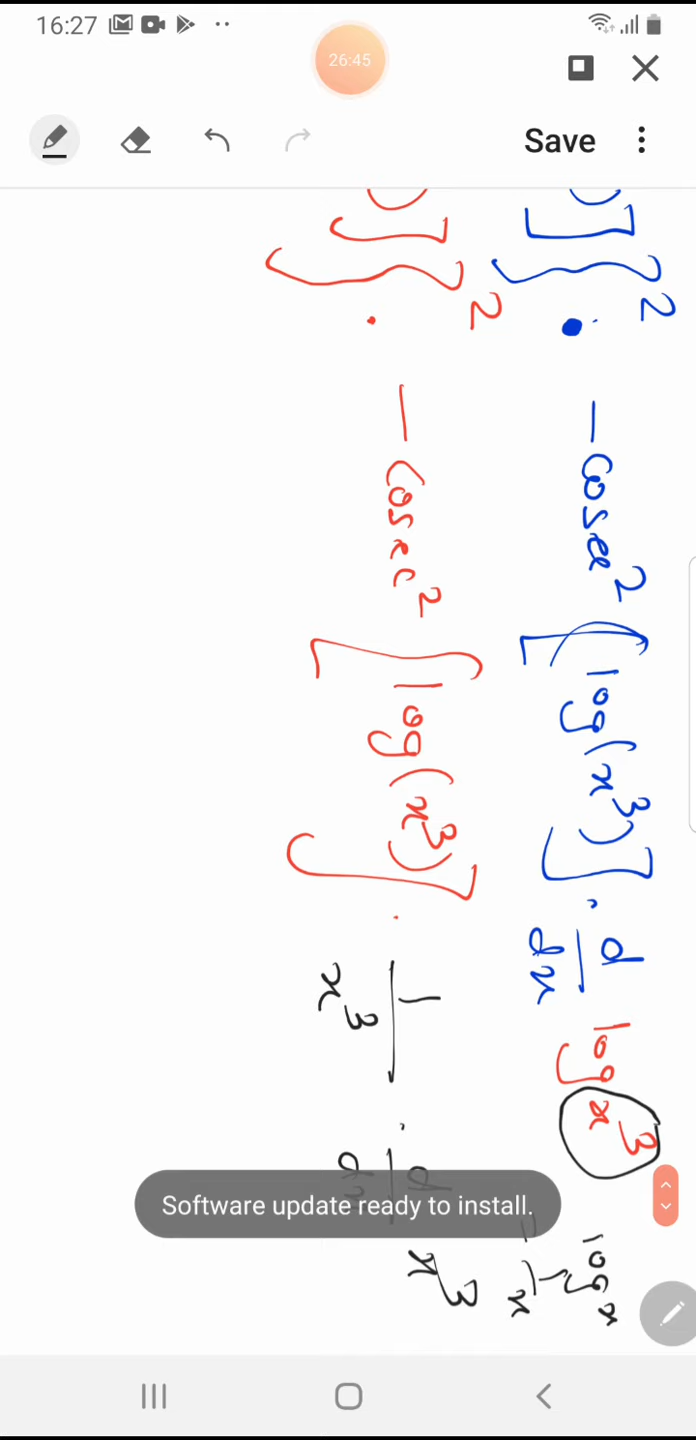 16:27
26:45
Save
)]}² · – cosec² [log(x³)] · d/dx log x³
)]}² · – cosec² [log(x³)] · 1/x³ · d/dx x³
log x
Software update ready to install.